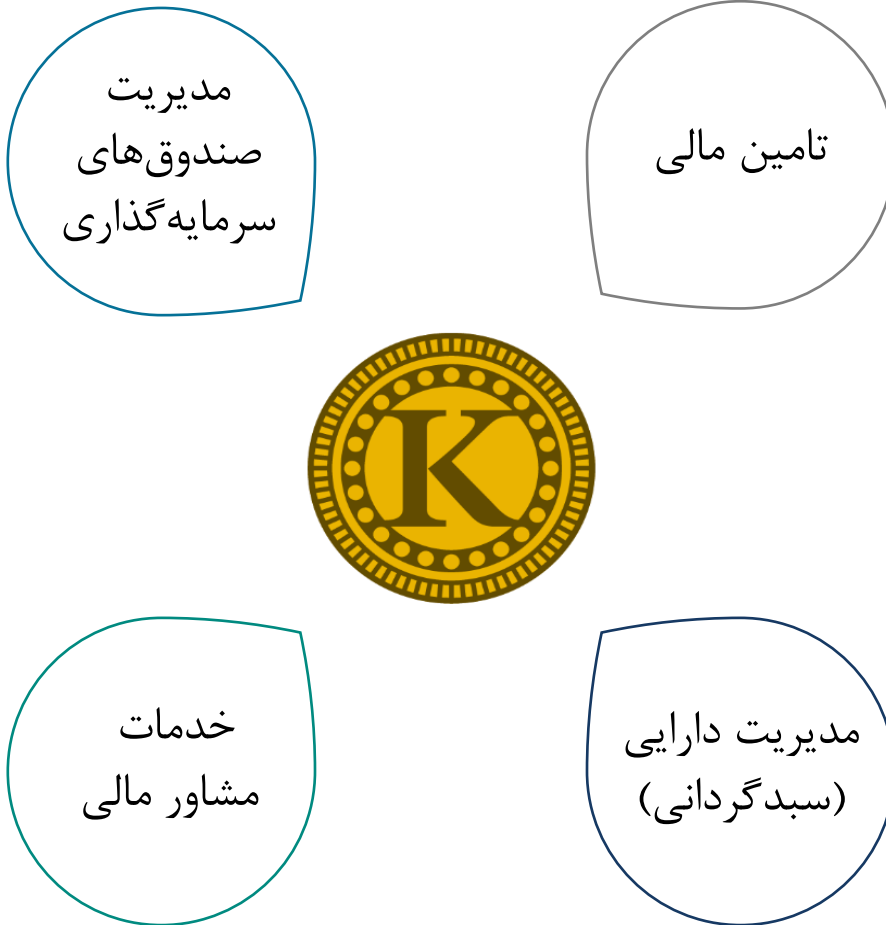 تامین مالی
مدیریت
صندوق‌های
سرمایه‌گذاری
K
مدیریت دارایی
(سبدگردانی)
خدمات
مشاور مالی